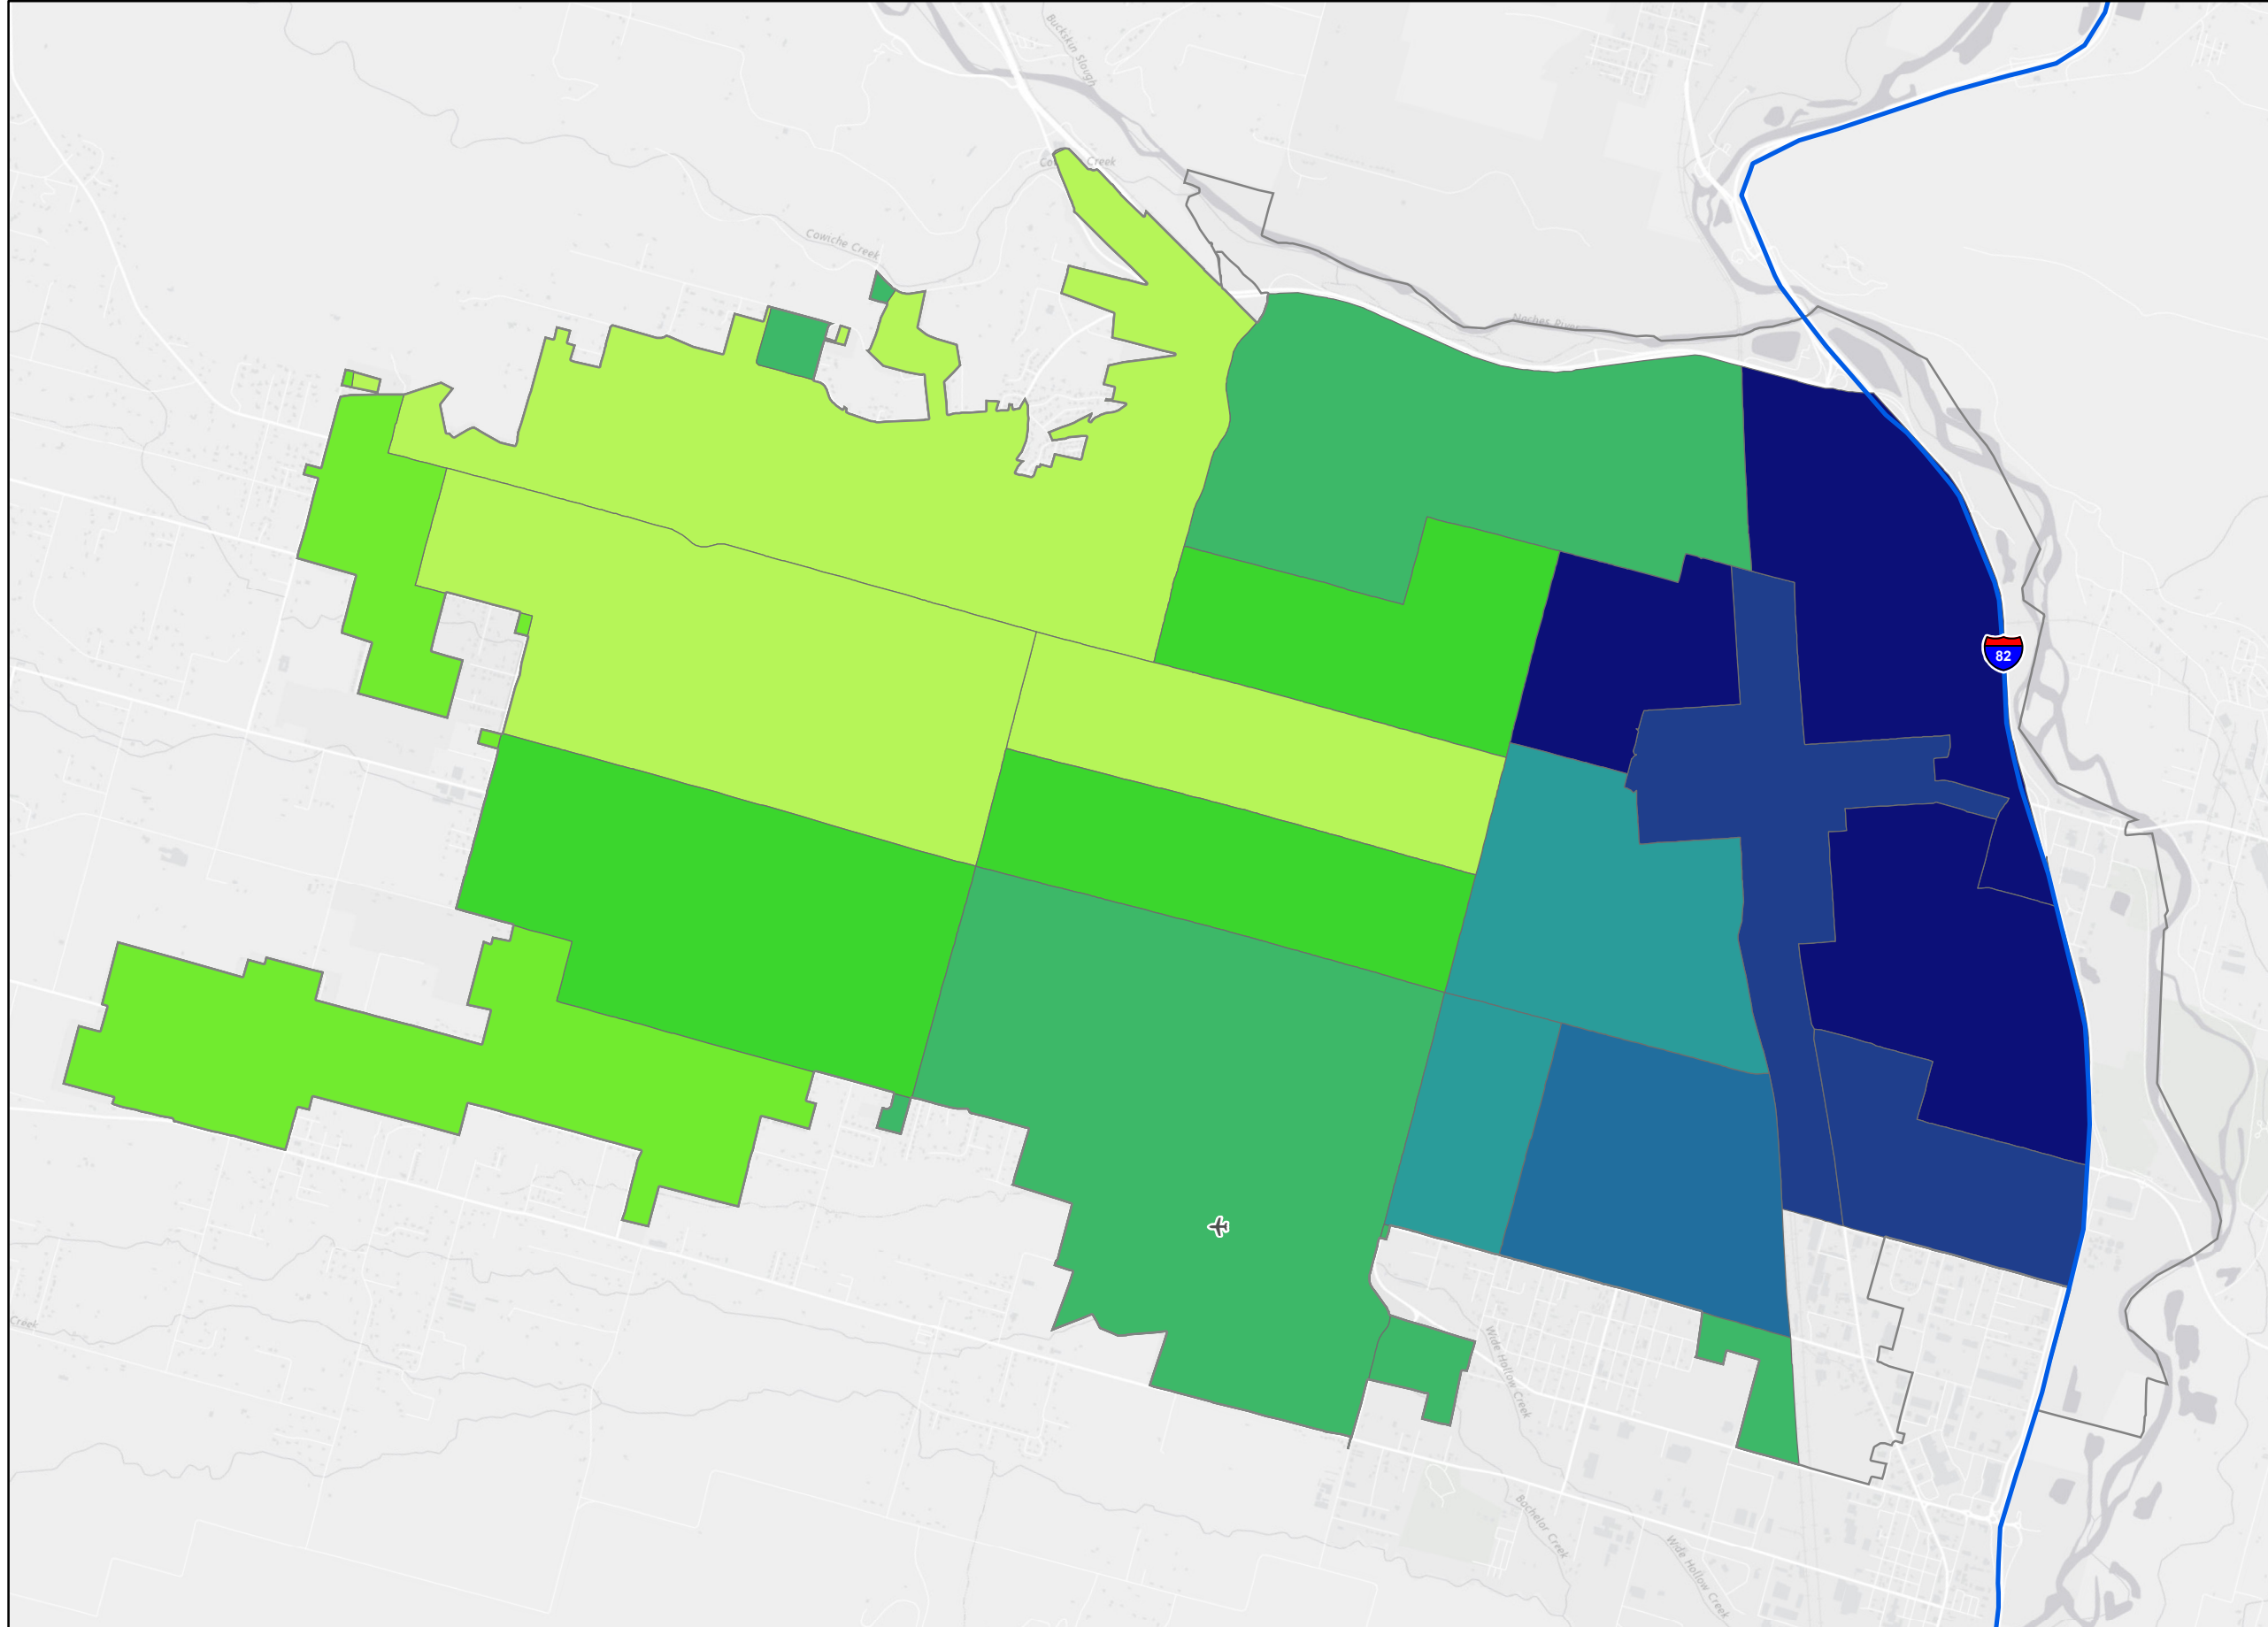 Buckskin Slough
Cowiche Creek
Cowiche Creek
Naches River
82
Creek
Wide Hollow Creek
Bachelor Creek
Wide Hollow Creek